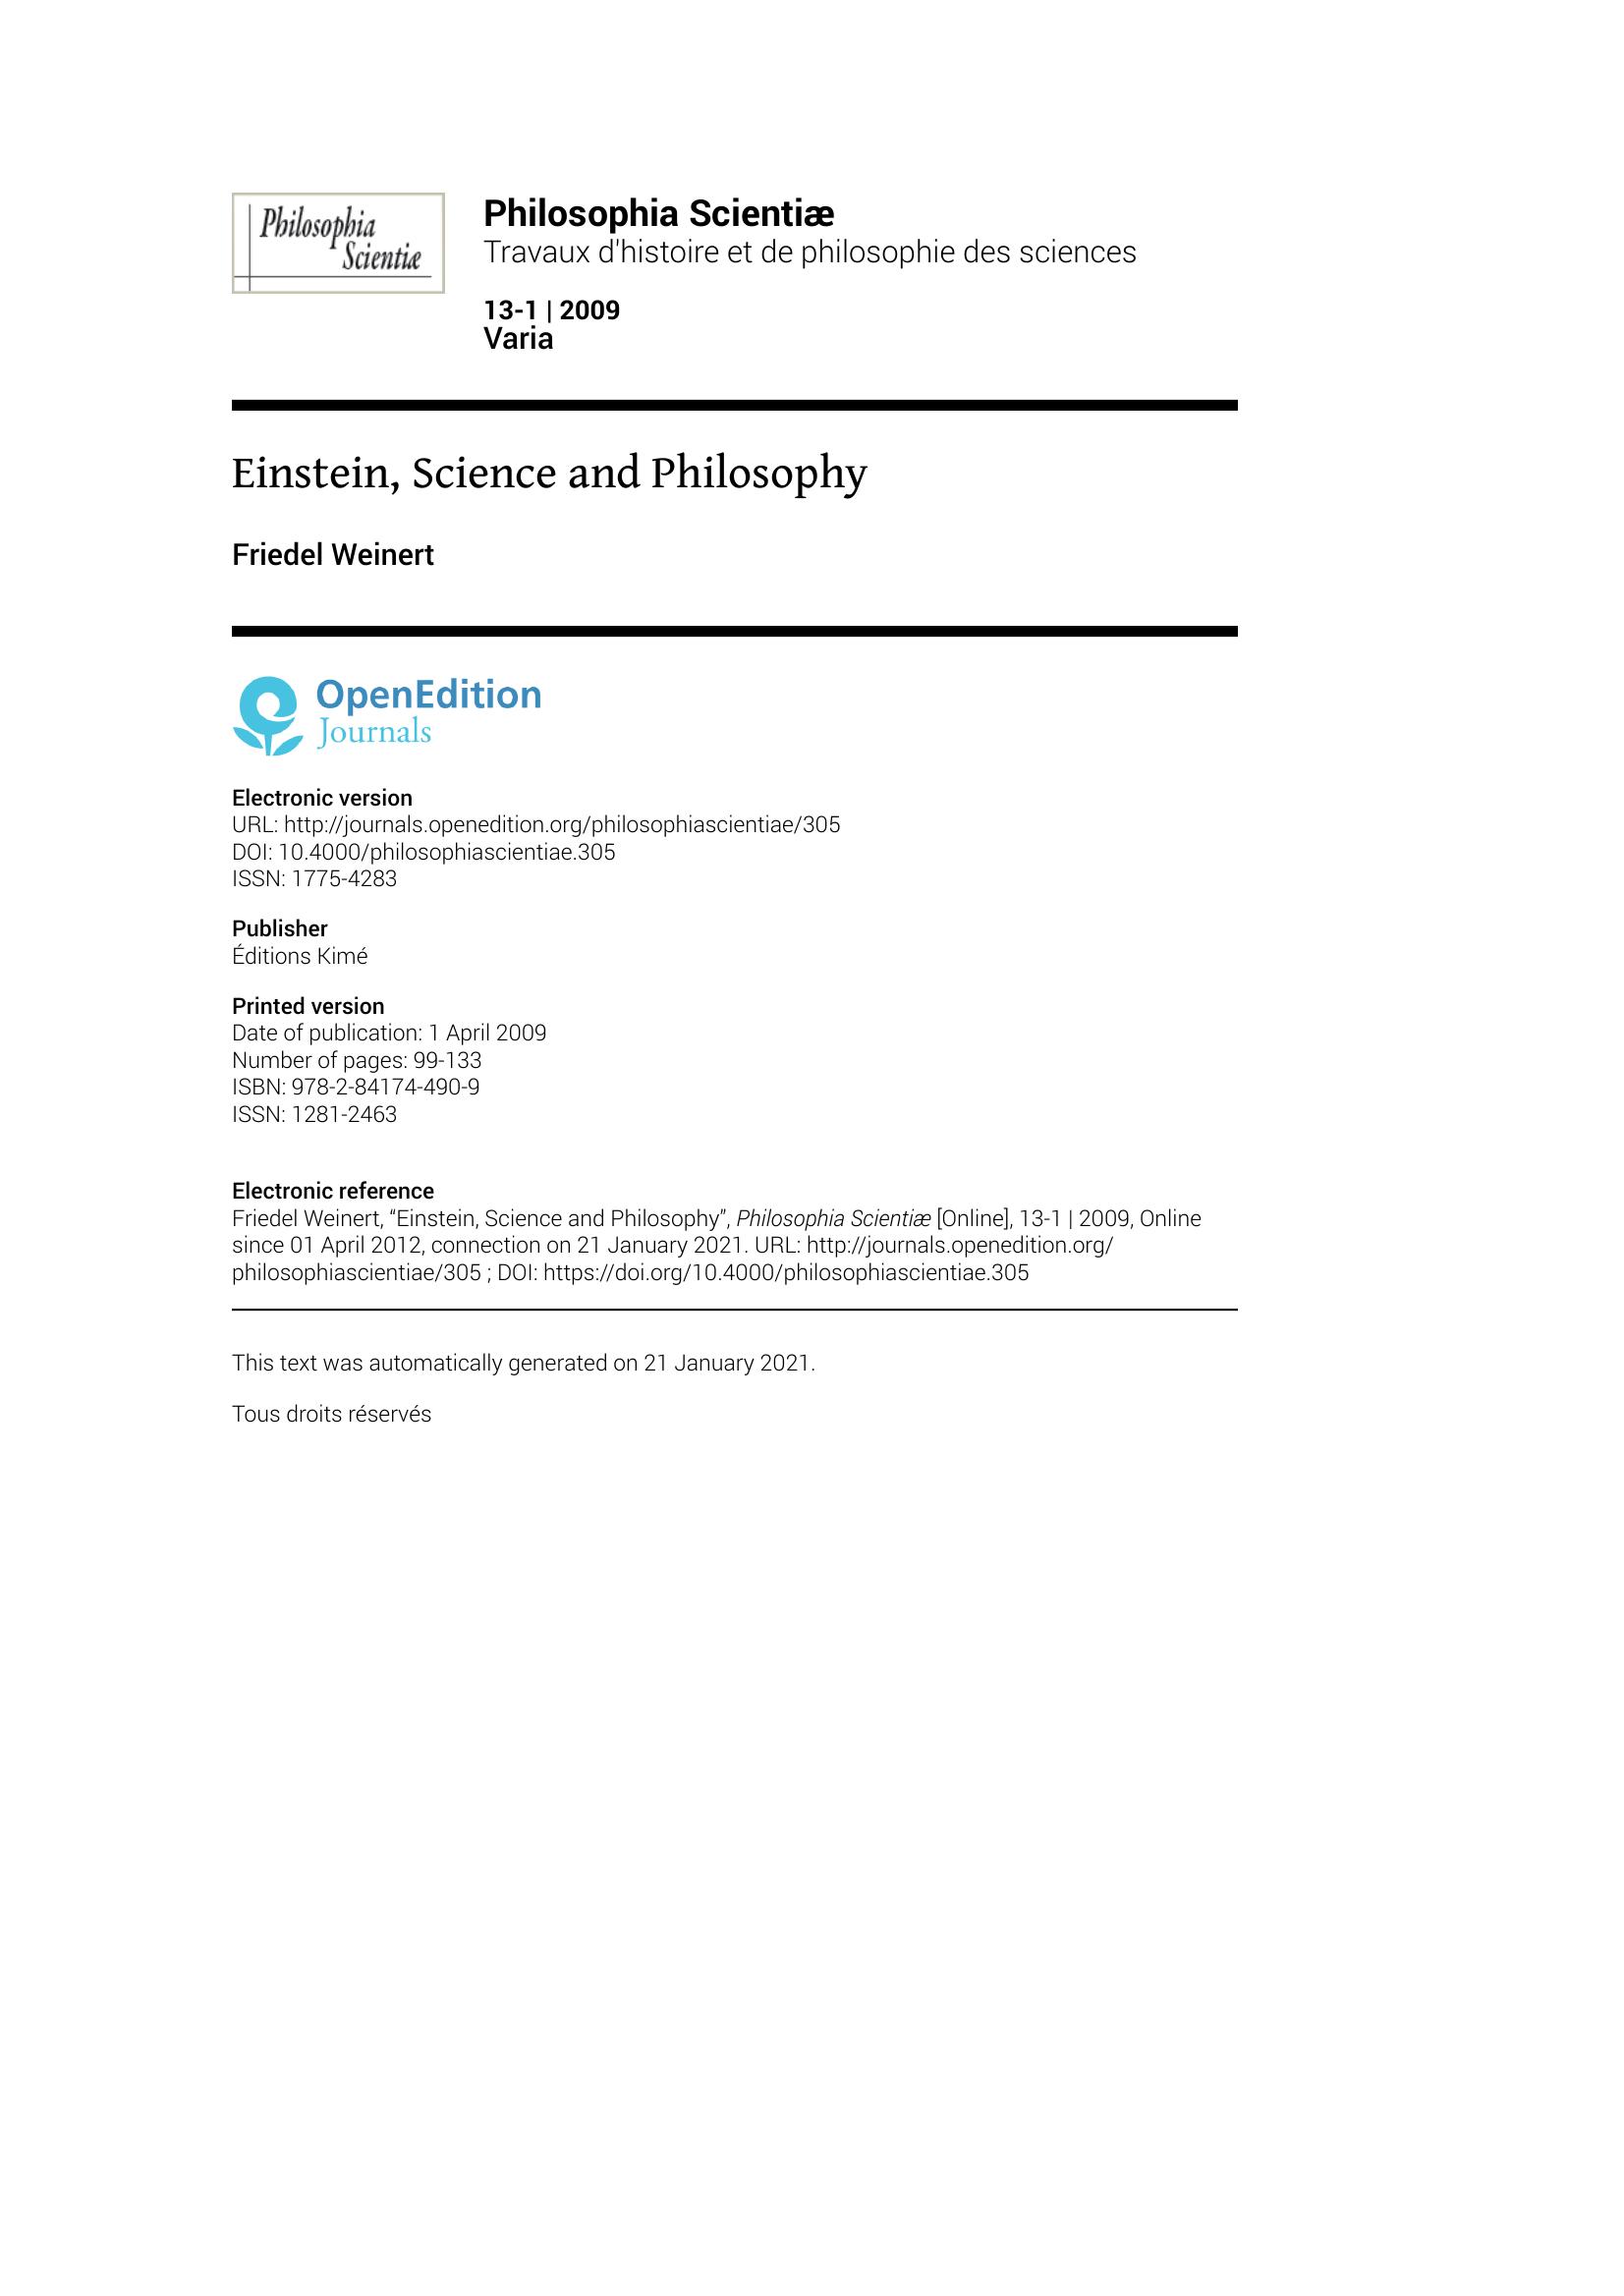 Philosophia
Scientiæ
Philosophia Scientiæ
Travaux d'histoire et de philosophie des sciences
13-1 | 2009
Varia
Einstein, Science and Philosophy
Friedel Weinert
OpenEdition
Journals
Electronic version
URL: http://journals.openedition.org/philosophiascientiae/305
DOI: 10.4000/philosophiascientiae.305
ISSN: 1775-4283
Publisher
Éditions Kimé
Printed version
Date of publication: 1 April 2009
Number of pages: 99-133
ISBN: 978-2-84174-490-9
ISSN: 1281-2463
Electronic reference
Friedel Weinert, “Einstein, Science and Philosophy”, Philosophia Scientiæ [Online], 13-1 | 2009, Online
since 01 April 2012, connection on 21 January 2021. URL: http://journals.openedition.org/
philosophiascientiae/305 ; DOI: https://doi.org/10.4000/philosophiascientiae.305
This text was automatically generated on 21 January 2021.
Tous droits réservés